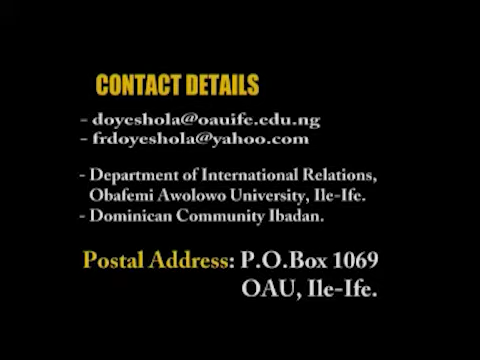 CONTACT DETAILS
- doyeshola@oauife.edu.ng
- frdoyeshola@yahoo.com
- Department of International Relations,
Obafemi Awolowo University, Ile-Ife.
- Dominican Community Ibadan.
Postal Address: P.O.Box 1069
OAU, Ile-Ife.